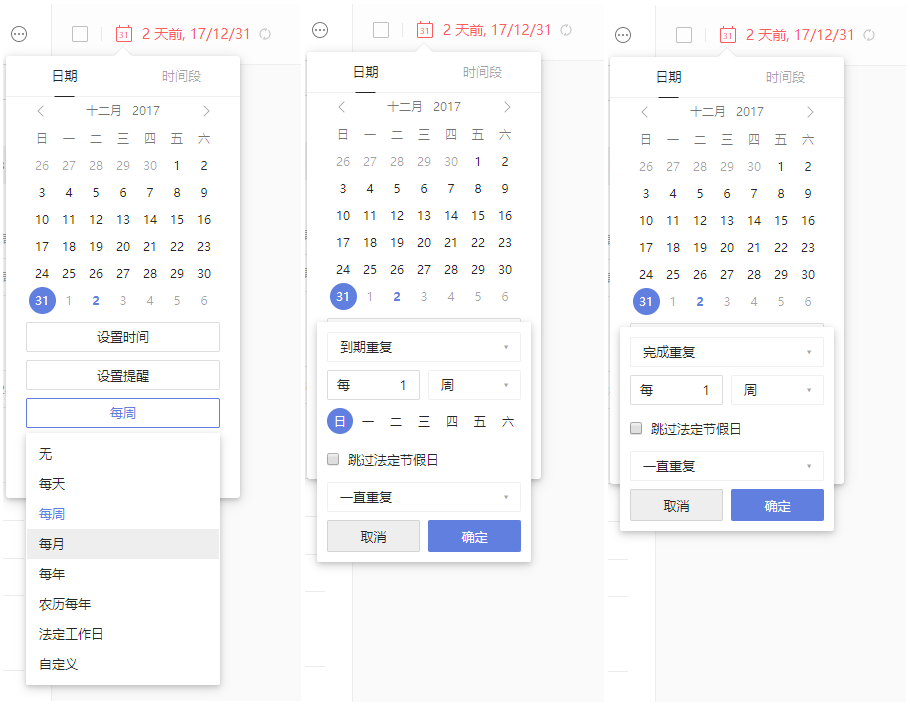 31 2 天前, 17/12/31
日期 时间段
十二月 2017
日 一 二 三 四 五 六
26 27 28 29 30 1 2
3 4 5 6 7 8 9
10 11 12 13 14 15 16
17 18 19 20 21 22 23
24 25 26 27 28 29 30
31 1 2 3 4 5 6
设置时间
设置提醒
每周
无
每天
每周
每月
每年
农历每年
法定工作日
自定义
31 2 天前, 17/12/31
日期 时间段
十二月 2017
日 一 二 三 四 五 六
26 27 28 29 30 1 2
3 4 5 6 7 8 9
10 11 12 13 14 15 16
17 18 19 20 21 22 23
24 25 26 27 28 29 30
31 1 2 3 4 5 6
到期重复
每 1 周
日 一 二 三 四 五 六
跳过法定节假日
一直重复
取消 确定
31 2 天前, 17/12/31
日期 时间段
十二月 2017
日 一 二 三 四 五 六
26 27 28 29 30 1 2
3 4 5 6 7 8 9
10 11 12 13 14 15 16
17 18 19 20 21 22 23
24 25 26 27 28 29 30
31 1 2 3 4 5 6
完成重复
每 1 周
跳过法定节假日
一直重复
取消 确定